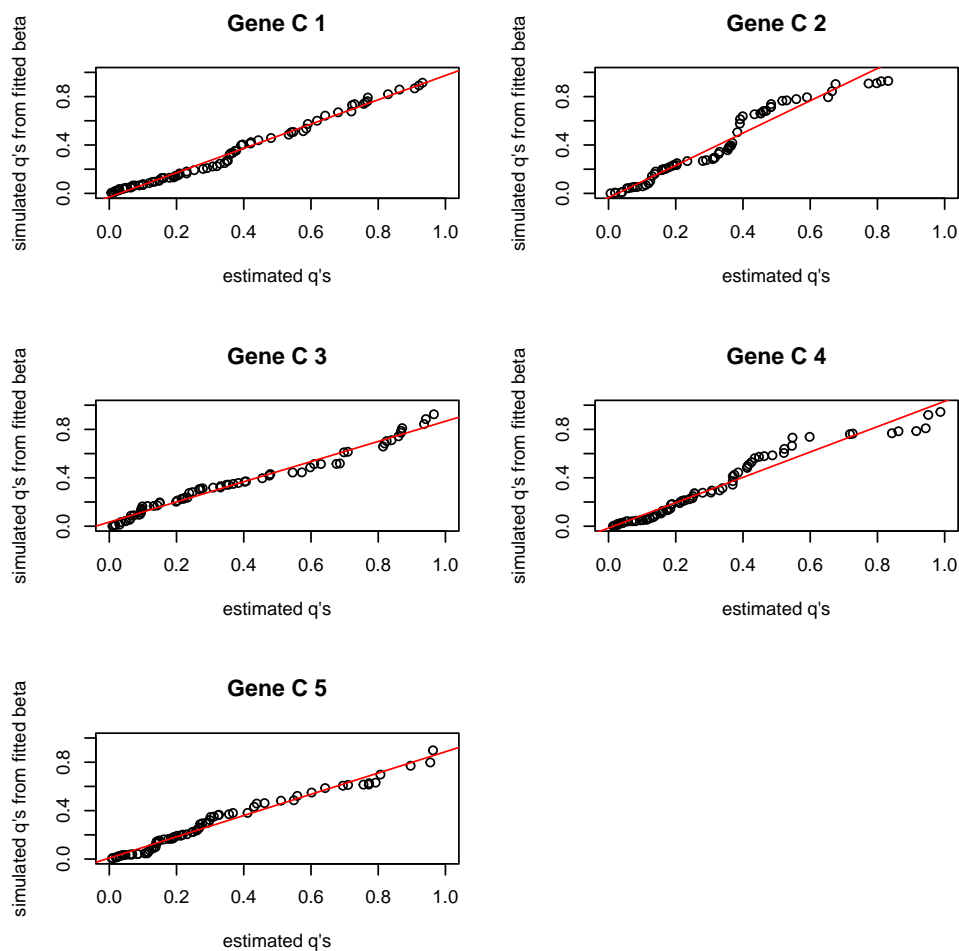 Gene C 1
simulated q's from fitted beta
0.0 0.4 0.8
0.0 0.2 0.4 0.6 0.8 1.0
estimated q's
Gene C 2
simulated q's from fitted beta
0.0 0.4 0.8
0.0 0.2 0.4 0.6 0.8 1.0
estimated q's
Gene C 3
simulated q's from fitted beta
0.0 0.4 0.8
0.0 0.2 0.4 0.6 0.8 1.0
estimated q's
Gene C 4
simulated q's from fitted beta
0.0 0.4 0.8
0.0 0.2 0.4 0.6 0.8 1.0
estimated q's
Gene C 5
simulated q's from fitted beta
0.0 0.4 0.8
0.0 0.2 0.4 0.6 0.8 1.0
estimated q's